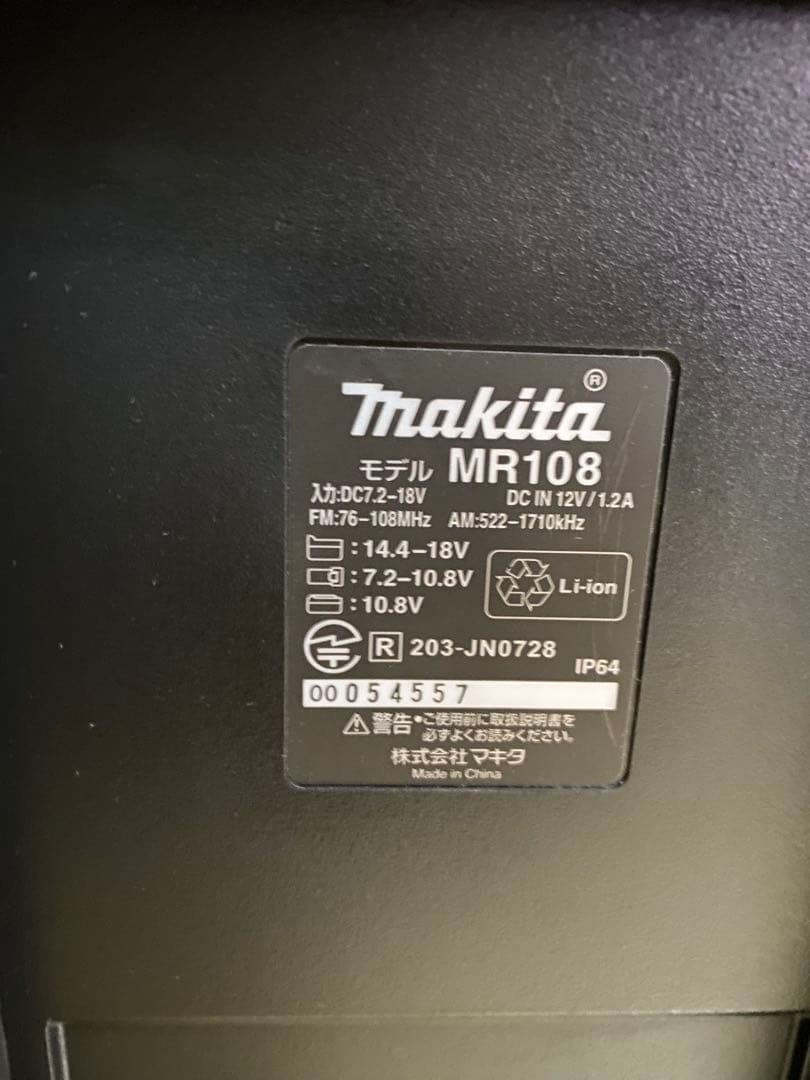 makita®
モデル MR108
入力:DC7.2-18V DC IN 12V/1.2A
FM:76-108MHz AM:522-1710kHz
:14.4-18V
:7.2-10.8V
:10.8V
Li-ion
R 203-JN0728
IP64
00054557
警告 •ご使用前に取扱説明書を
必ずよくお読みください。
株式会社マキタ
Made in China